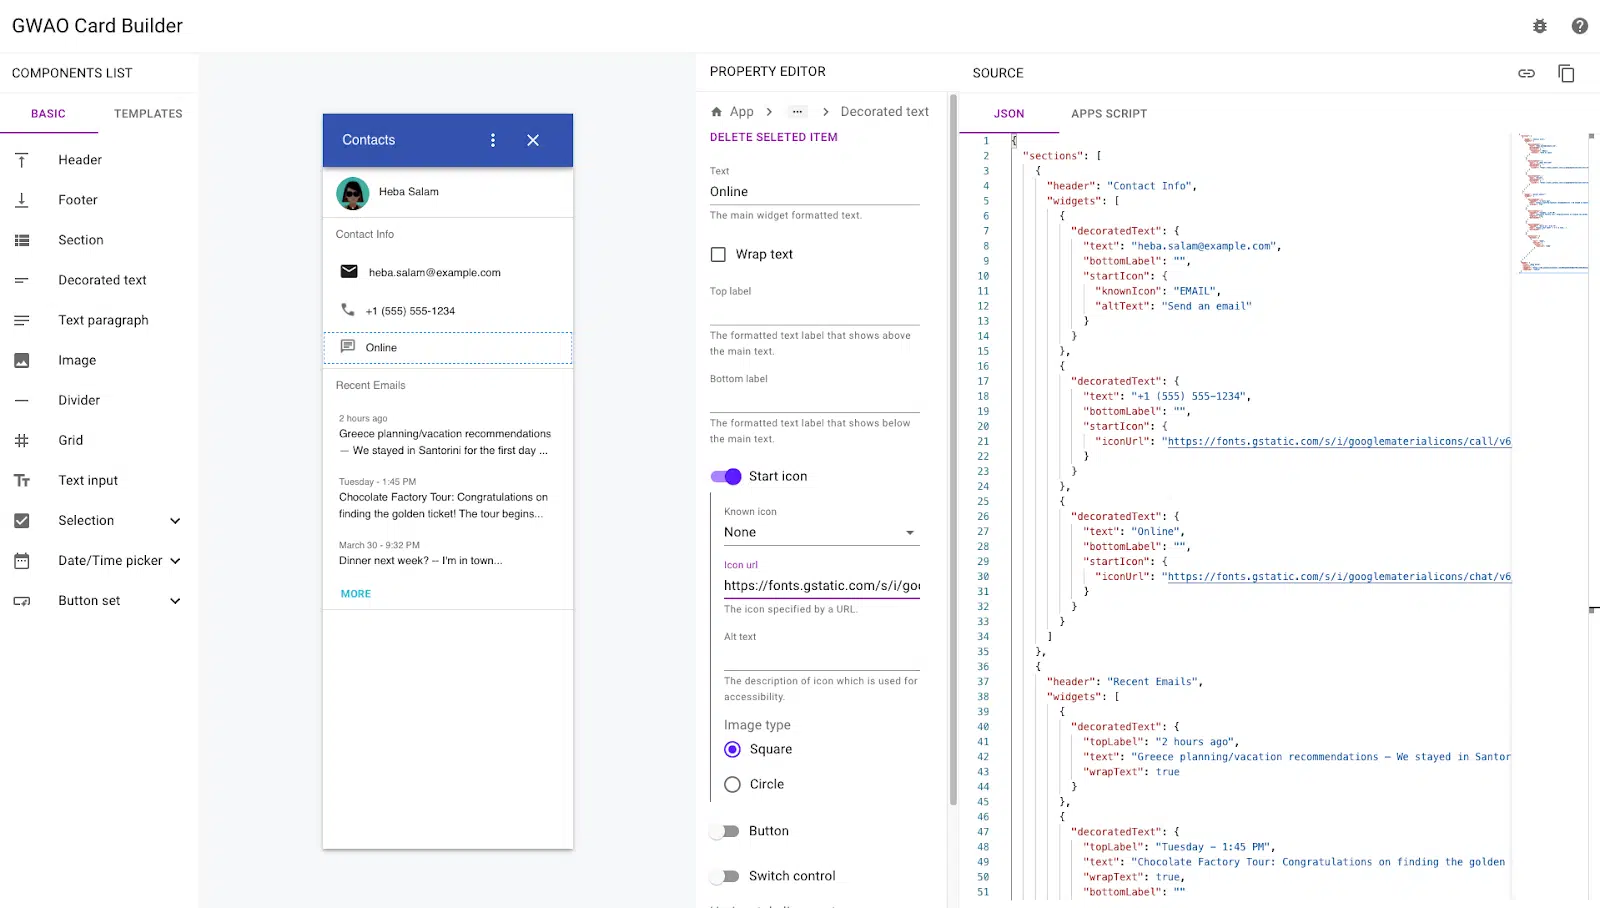 GWAO Card Builder
COMPONENTS LIST
BASIC
TEMPLATES
Header
Footer
Section
Decorated text
Text paragraph
Image
Divider
Grid
Text input
Selection
Date/Time picker
Button set
Contacts
Heba Salam
Contact Info
heba.salam@example.com
+1 (555) 555-1234
Online
Recent Emails
2 hours ago
Greece planning/vacation recommendations
— We stayed in Santorini for the first day ...
Tuesday - 1:45 PM
Chocolate Factory Tour: Congratulations on
finding the golden ticket! The tour begins...
March 30 - 9:32 PM
Dinner next week? – I'm in town...
MORE
PROPERTY EDITOR
App
...
Decorated text
DELETE SELETED ITEM
Text
Online
The main widget formatted text.
Wrap text
Top label
The formatted text label that shows above
the main text.
Bottom label
The formatted text label that shows below
the main text.
Start icon
Known icon
None
Icon url
https://fonts.gstatic.com/s/i/goo
The icon specified by a URL.
Alt text
The description of icon which is used for
accessibility.
Image type
Square
Circle
Button
Switch control
SOURCE
JSON
APPS SCRIPT
1 {
2 "sections": [
3 {
4 "header": "Contact Info",
5 "widgets": [
6 {
7 "decoratedText": {
8 "text": "heba.salam@example.com",
9 "bottomLabel": "",
10 "startIcon": {
11 "knownIcon": "EMAIL",
12 "altText": "Send an email"
13 }
14 }
15 },
16 {
17 "decoratedText": {
18 "text": "+1 (555) 555-1234",
19 "bottomLabel": "",
20 "startIcon": {
21 "iconUrl": "https://fonts.gstatic.com/s/i/googlematerialicons/call/v6
22 }
23 }
24 },
25 {
26 "decoratedText": {
27 "text": "Online",
28 "bottomLabel": "",
29 "startIcon": {
30 "iconUrl": "https://fonts.gstatic.com/s/i/googlematerialicons/chat/v6
31 }
32 }
33 }
34 ]
35 },
36 {
37 "header": "Recent Emails",
38 "widgets": [
39 {
40 "decoratedText": {
41 "topLabel": "2 hours ago",
42 "text": "Greece planning/vacation recommendations — We stayed in Santor
43 "wrapText": true
44 }
45 },
46 {
47 "decoratedText": {
48 "topLabel": "Tuesday - 1:45 PM",
49 "text": "Chocolate Factory Tour: Congratulations on finding the golden
50 "wrapText": true,
51 "bottomLabel": ""